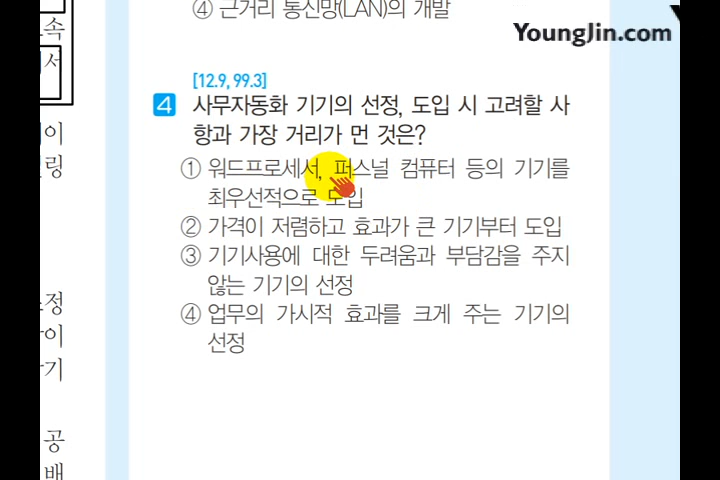 ④ 근거리 통신망(LAN)의 개발
YoungJin.com
[12.9, 99.3]
4 사무자동화 기기의 선정, 도입 시 고려할 사
항과 가장 거리가 먼 것은?
① 워드프로세서, 퍼스널 컴퓨터 등의 기기를
최우선적으로 도입
② 가격이 저렴하고 효과가 큰 기기부터 도입
③ 기기사용에 대한 두려움과 부담감을 주지
않는 기기의 선정
④ 업무의 가시적 효과를 크게 주는 기기의
선정
공
배